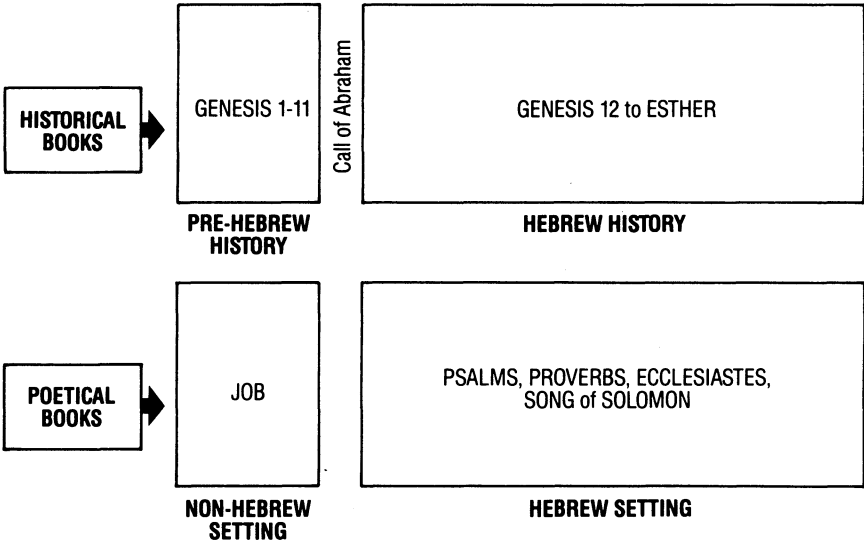 HISTORICAL
BOOKS
GENESIS 1-11
Call of Abraham
GENESIS 12 to ESTHER
PRE-HEBREW
HISTORY
HEBREW HISTORY
POETICAL
BOOKS
JOB
PSALMS, PROVERBS, ECCLESIASTES,
SONG of SOLOMON
NON-HEBREW
SETTING
HEBREW SETTING